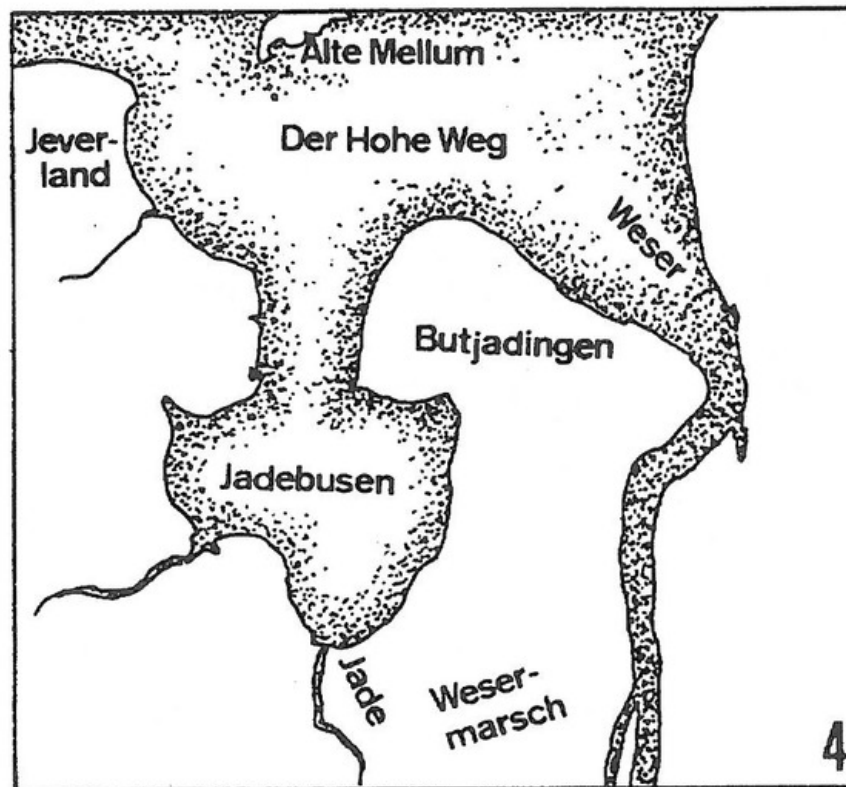 Alte Mellum
Jever-
land
Der Hohe Weg
Weser
Butjadingen
Jadebusen
Jade
Weser-
marsch
4